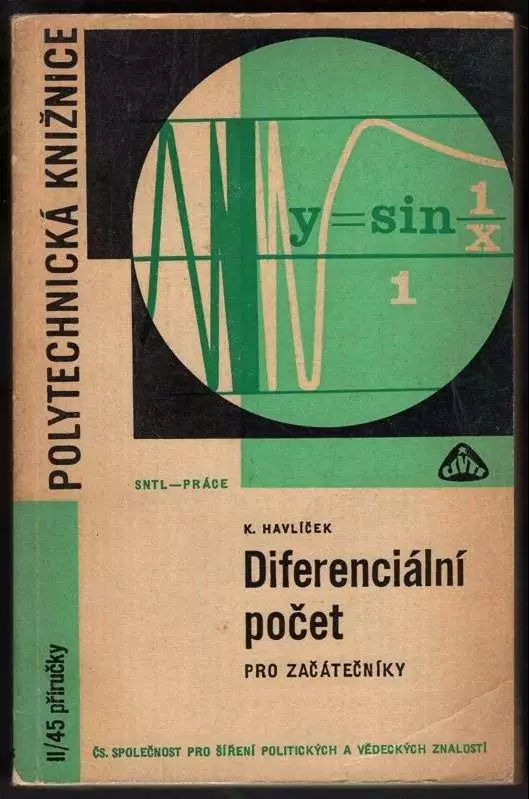 POLYTECHNICKÁ KNIŽNICE
y=sin 1/x
1
ČSVTS
SNTL—PRÁCE
K. HAVLÍČEK
Diferenciální
počet
PRO ZAČÁTEČNÍKY
II/45 příručky
ČS. SPOLEČNOST PRO ŠÍŘENÍ POLITICKÝCH A VĚDECKÝCH ZNALOSTÍ